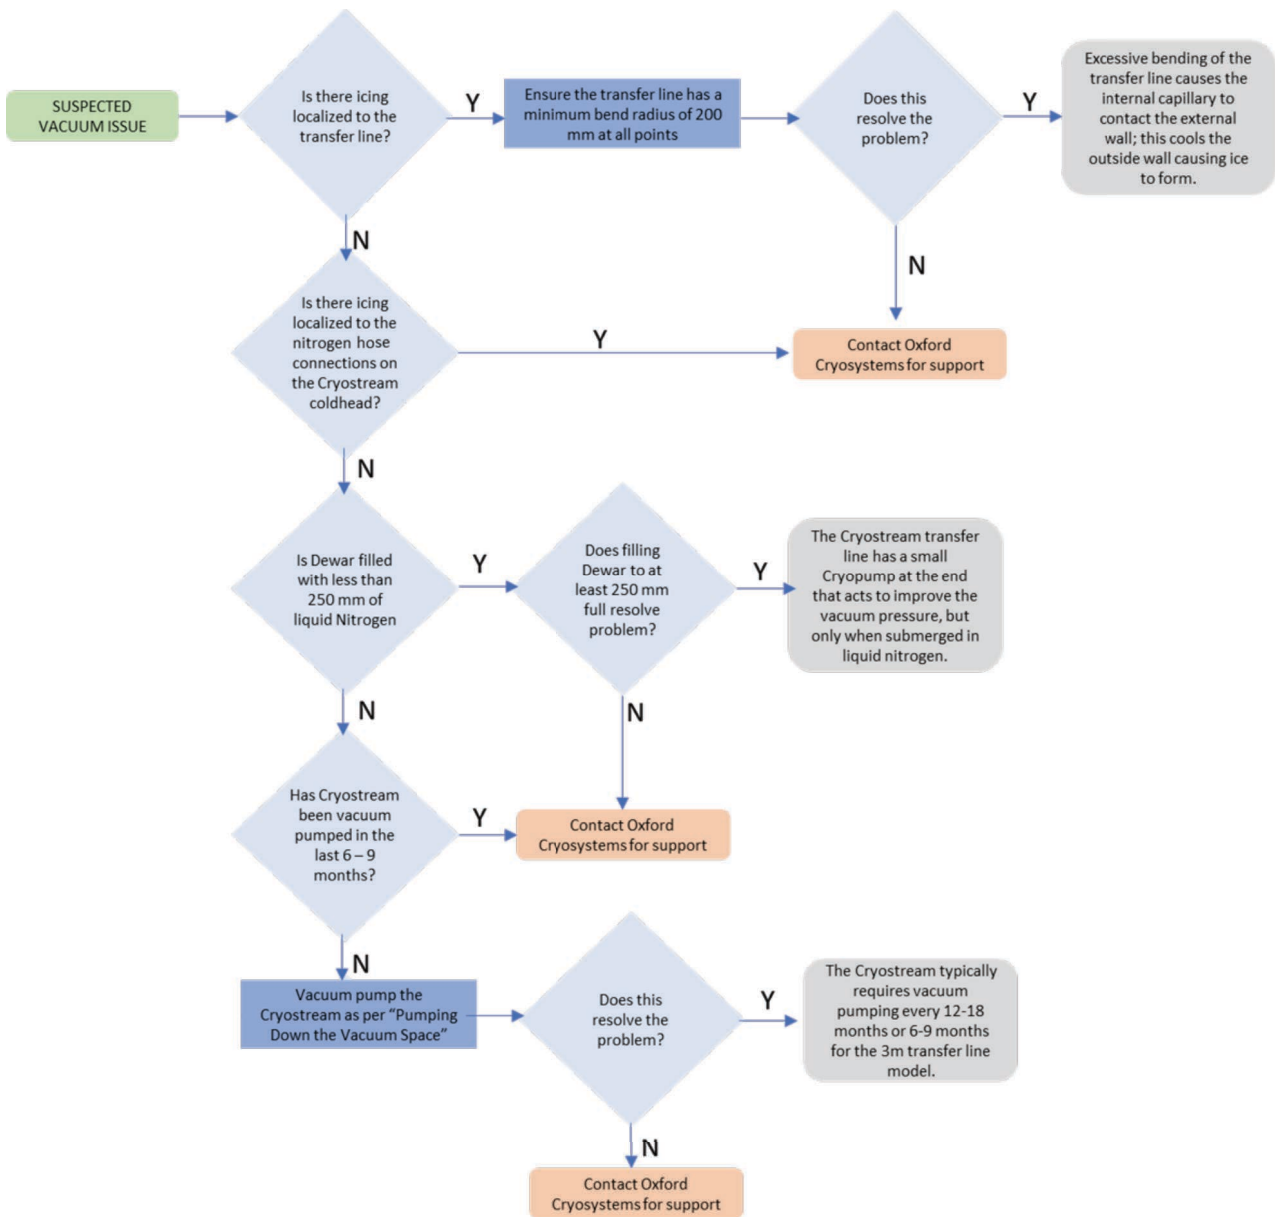 SUSPECTED
VACUUM ISSUE
Is there icing
localized to the
transfer line?
Y
Ensure the transfer line has a
minimum bend radius of 200
mm at all points
Does this
resolve the
problem?
Y
Excessive bending of the
transfer line causes the
internal capillary to
contact the external
wall; this cools the
outside wall causing ice
to form.
N
N
Is there icing
localized to the
nitrogen hose
connections on
the Cryostream
coldhead?
Y
Contact Oxford
Cryosystems for support
N
Is Dewar filled
with less than
250 mm of
liquid Nitrogen
Y
Does filling
Dewar to at
least 250 mm
full resolve
problem?
Y
The Cryostream transfer
line has a small
Cryopump at the end
that acts to improve the
vacuum pressure, but
only when submerged in
liquid nitrogen.
N
N
Has Cryostream
been vacuum
pumped in the
last 6 – 9
months?
Y
Contact Oxford
Cryosystems for support
N
Vacuum pump the
Cryostream as per “Pumping
Down the Vacuum Space”
Does this
resolve the
problem?
Y
The Cryostream typically
requires vacuum
pumping every 12-18
months or 6-9 months
for the 3m transfer line
model.
N
Contact Oxford
Cryosystems for support